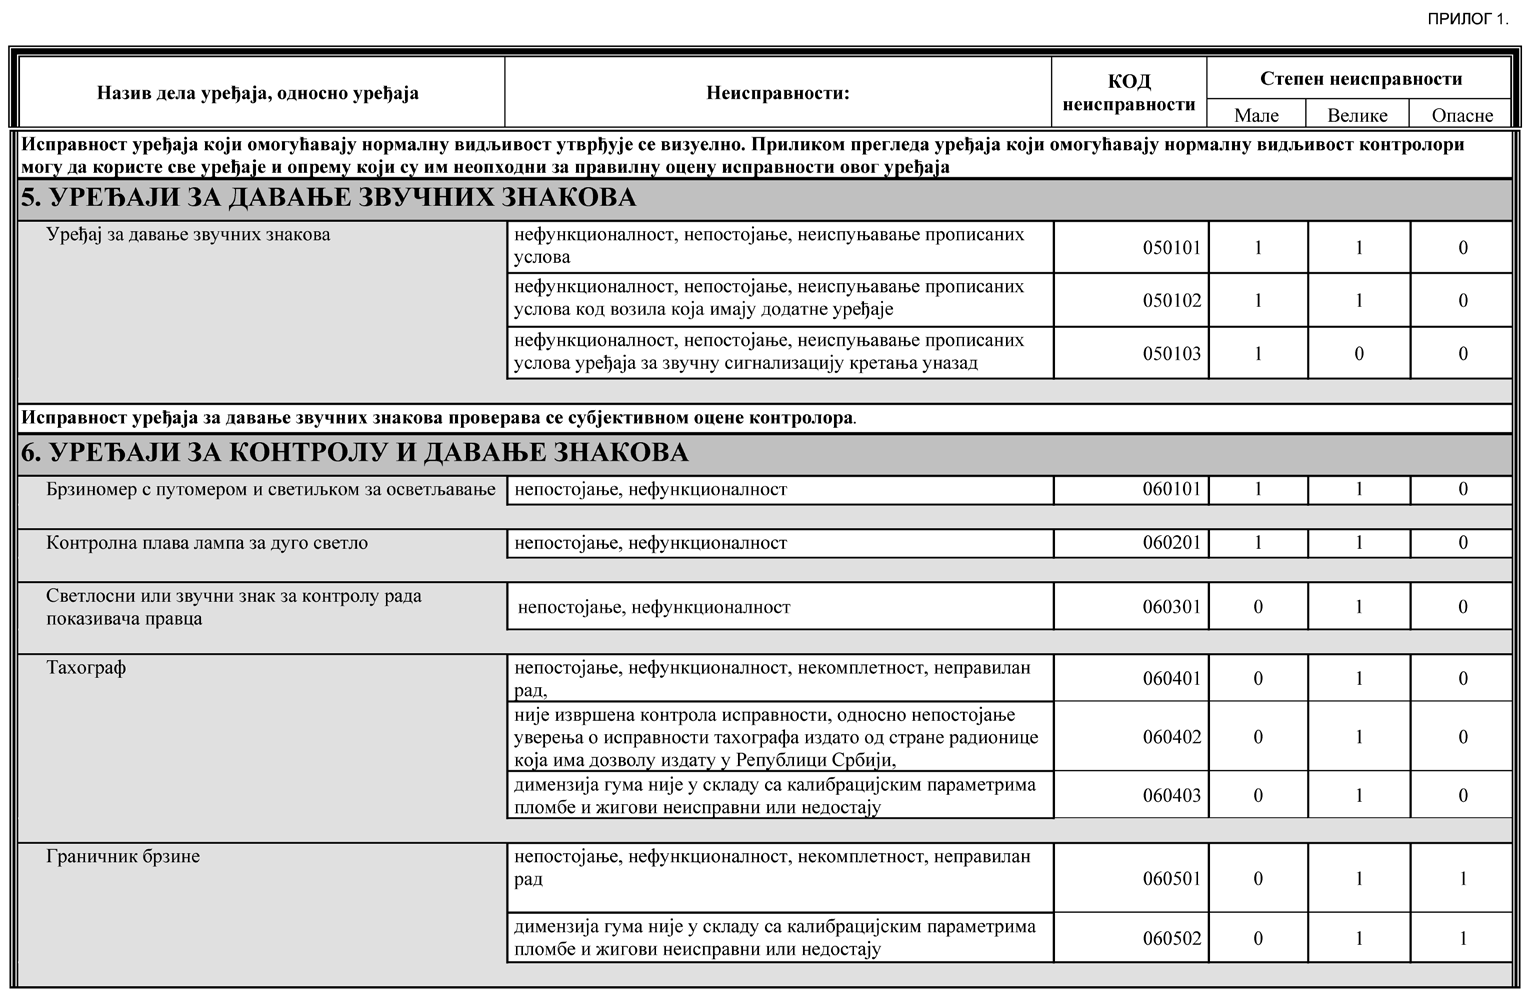 ПРИЛОГ 1.
Назив дела уређаја, односно уређаја
Неисправности:
КОД
неисправности
Степен неисправности
Мале
Велике
Опасне
Исправност уређаја који омогућавају нормалну видљивост утврђује се визуелно. Приликом прегледа уређаја који омогућавају нормалну видљивост контролори
могу да користе све уређаје и опрему који су им неопходни за правилну оцену исправности овог уређаја
5. УРЕЂАЈИ ЗА ДАВАЊЕ ЗВУЧНИХ ЗНАКОВА
Уређај за давање звучних знакова
нефункционалност, непостојање, неиспуњавање прописаних
услова
050101
1
1
0
нефункционалност, непостојање, неиспуњавање прописаних
услова код возила која имају додатне уређаје
050102
1
1
0
нефункционалност, непостојање, неиспуњавање прописаних
услова уређаја за звучну сигнализацију кретања уназад
050103
1
0
0
Исправност уређаја за давање звучних знакова проверава се субјективном оцене контролора.
6. УРЕЂАЈИ ЗА КОНТРОЛУ И ДАВАЊЕ ЗНАКОВА
Брзиномер с путомером и светиљком за осветљавање
непостојање, нефункционалност
060101
1
1
0
Контролна плава лампа за дуго светло
непостојање, нефункционалност
060201
1
1
0
Светлосни или звучни знак за контролу рада
показивача правца
непостојање, нефункционалност
060301
0
1
0
Тахограф
непостојање, нефункционалност, некомплетност, неправилан
рад,
060401
0
1
0
није извршена контрола исправности, односно непостојање
уверења о исправности тахографа издато од стране радионице
која има дозволу издату у Републици Србији,
060402
0
1
0
димензија гума није у складу са калибрацијским параметрима
пломбе и жигови неисправни или недостају
060403
0
1
0
Граничник брзине
непостојање, нефункционалност, некомплетност, неправилан
рад
060501
0
1
1
димензија гума није у складу са калибрацијским параметрима
пломбе и жигови неисправни или недостају
060502
0
1
1